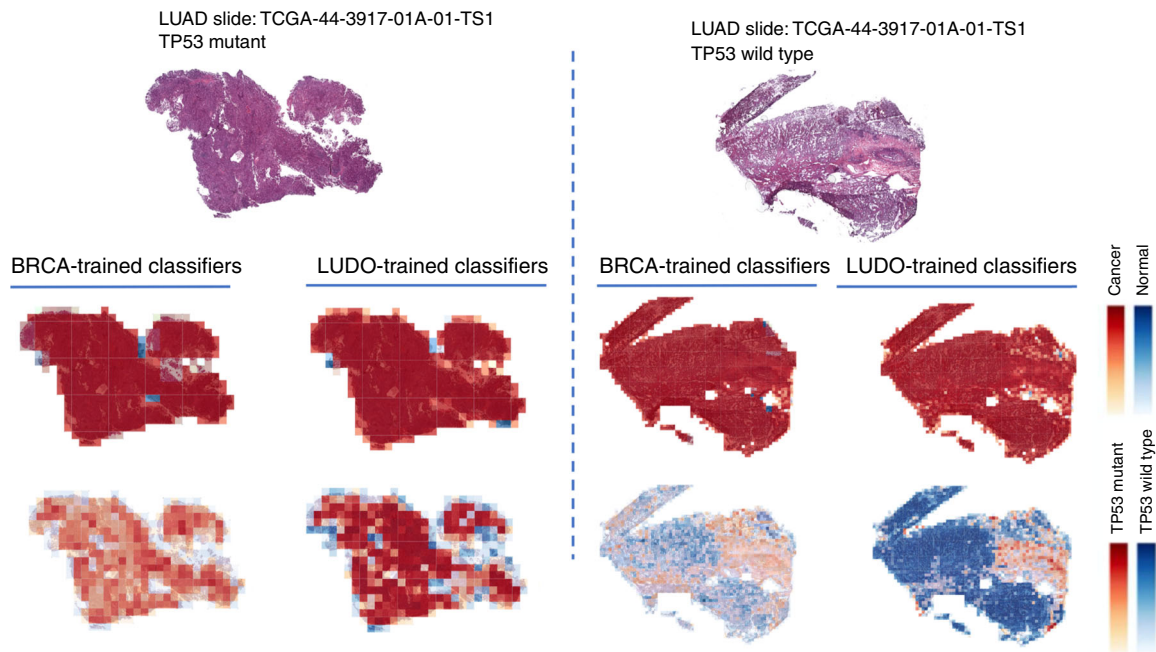 LUAD slide: TCGA-44-3917-01A-01-TS1
TP53 mutant
LUAD slide: TCGA-44-3917-01A-01-TS1
TP53 wild type
BRCA-trained classifiers
LUDO-trained classifiers
BRCA-trained classifiers
LUDO-trained classifiers
Cancer
Normal
TP53 mutant
TP53 wild type